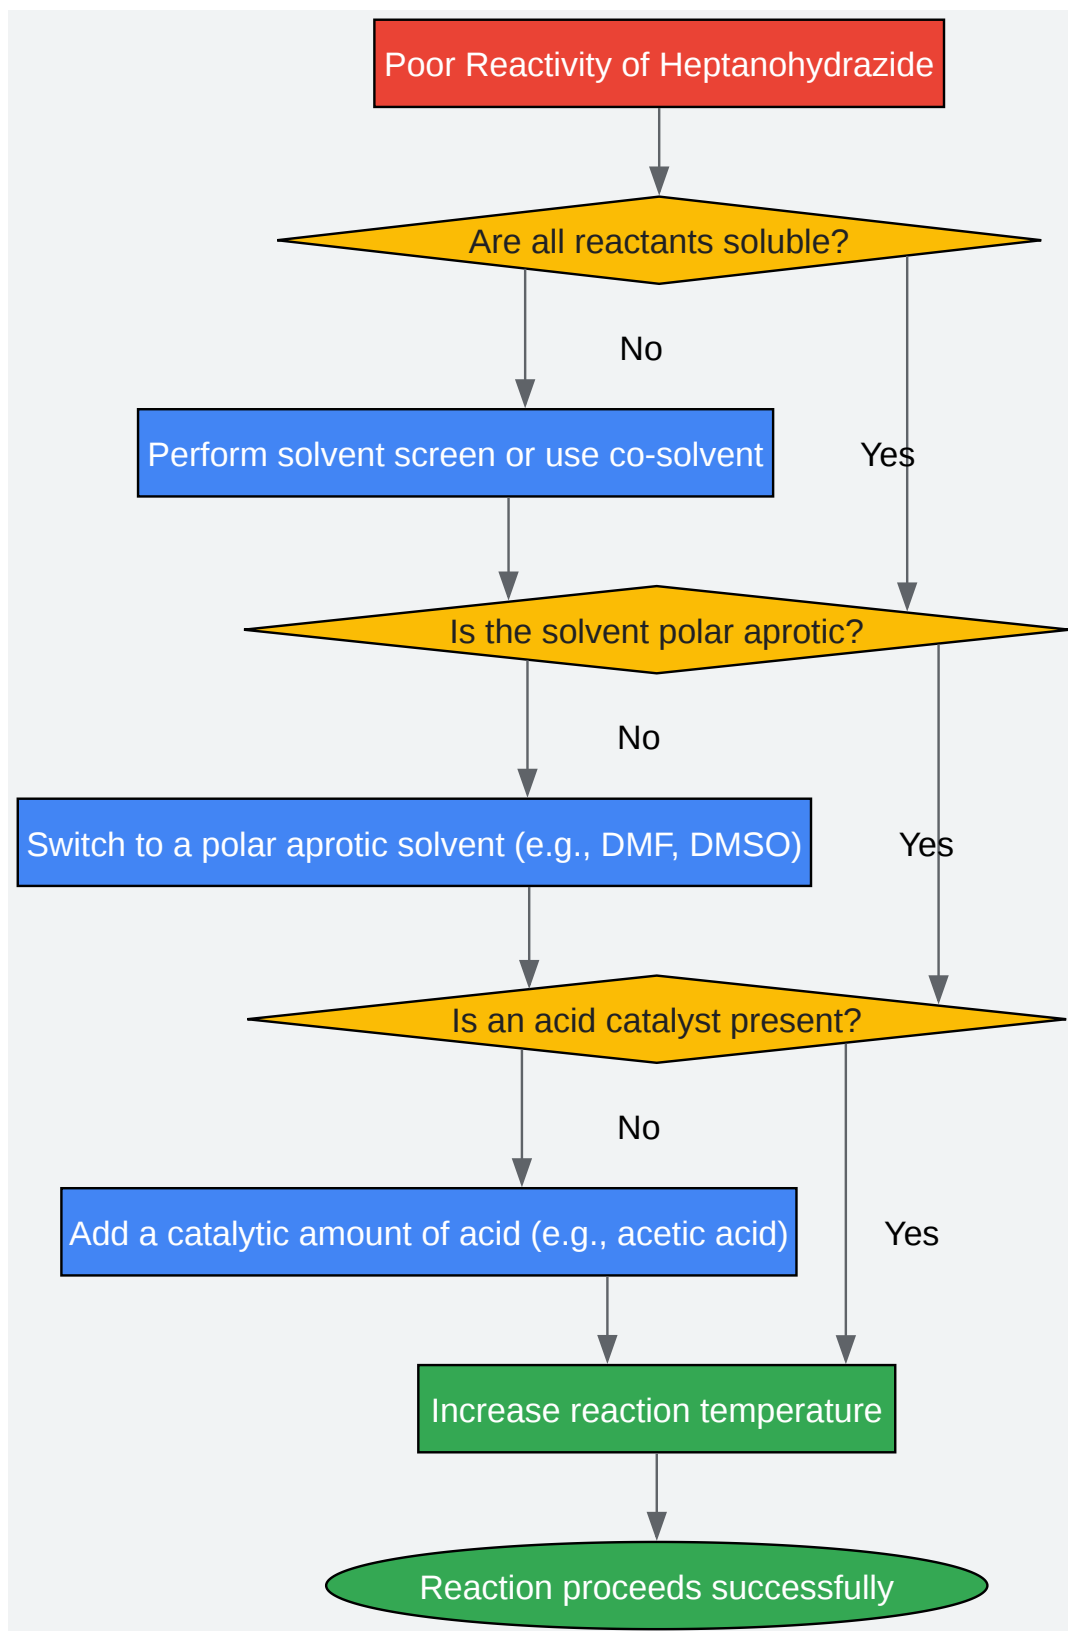 Poor Reactivity of Heptanohydrazide
Are all reactants soluble?
No
Perform solvent screen or use co-solvent
Yes
Is the solvent polar aprotic?
No
Switch to a polar aprotic solvent (e.g., DMF, DMSO)
Yes
Is an acid catalyst present?
No
Add a catalytic amount of acid (e.g., acetic acid)
Yes
Increase reaction temperature
Reaction proceeds successfully